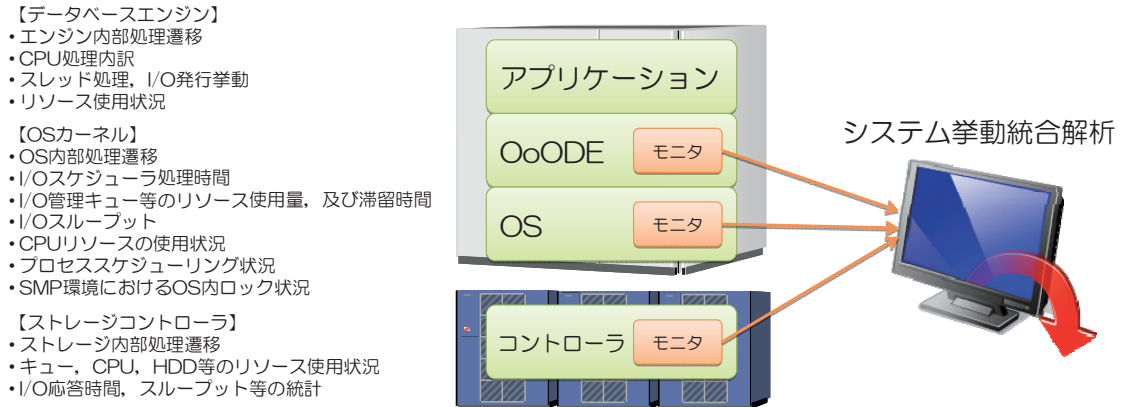 【データベースエンジン】
•エンジン内部処理遷移
•CPU処理内訳
•スレッド処理，I/O発行挙動
•リソース使用状況
【OSカーネル】
•OS内部処理遷移
•I/Oスケジューラ処理時間
•I/O管理キュー等のリソース使用量，及び滞留時間
•I/Oスループット
•CPUリソースの使用状況
•プロセススケジューリング状況
•SMP環境におけるOS内ロック状況
【ストレージコントローラ】
•ストレージ内部処理遷移
•キュー，CPU，HDD等のリソース使用状況
•I/O応答時間，スループット等の統計
アプリケーション
OoODE モニタ
OS モニタ
コントローラ モニタ
システム挙動統合解析